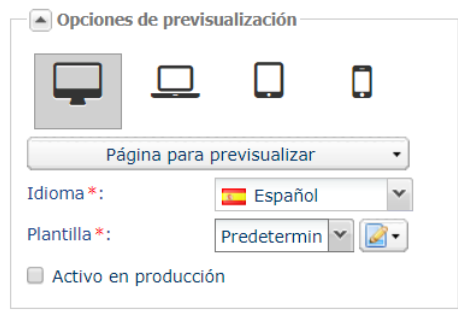 Opciones de previsualización
Página para previsualizar
Idioma*: Español
Plantilla*: Predetermin
Activo en producción